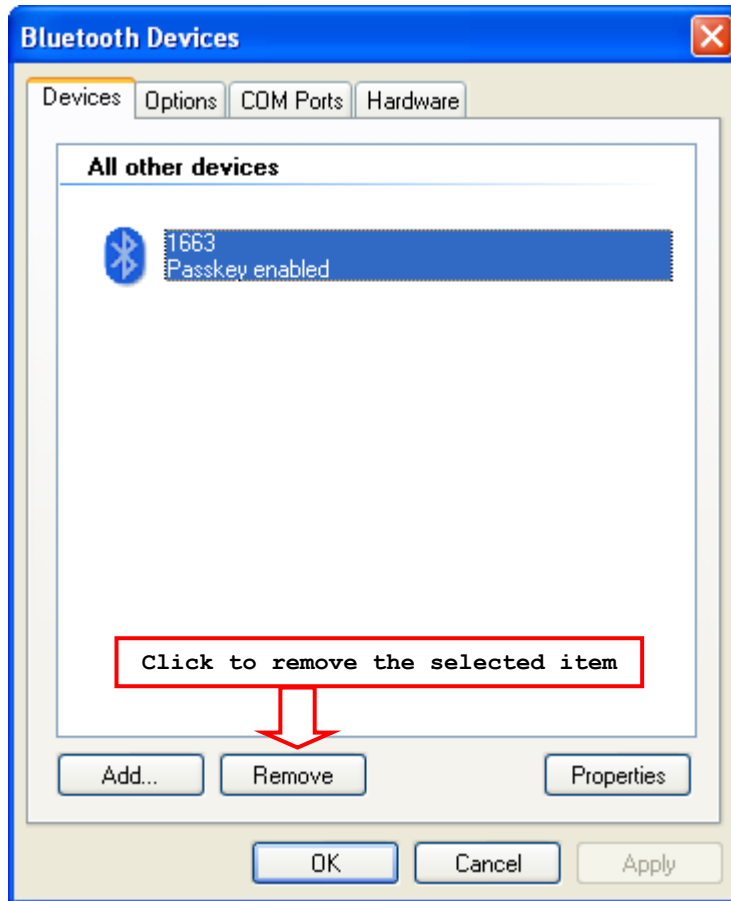 Bluetooth Devices
Devices Options COM Ports Hardware
All other devices
1663
Passkey enabled
Click to remove the selected item
Add... Remove Properties
OK Cancel Apply